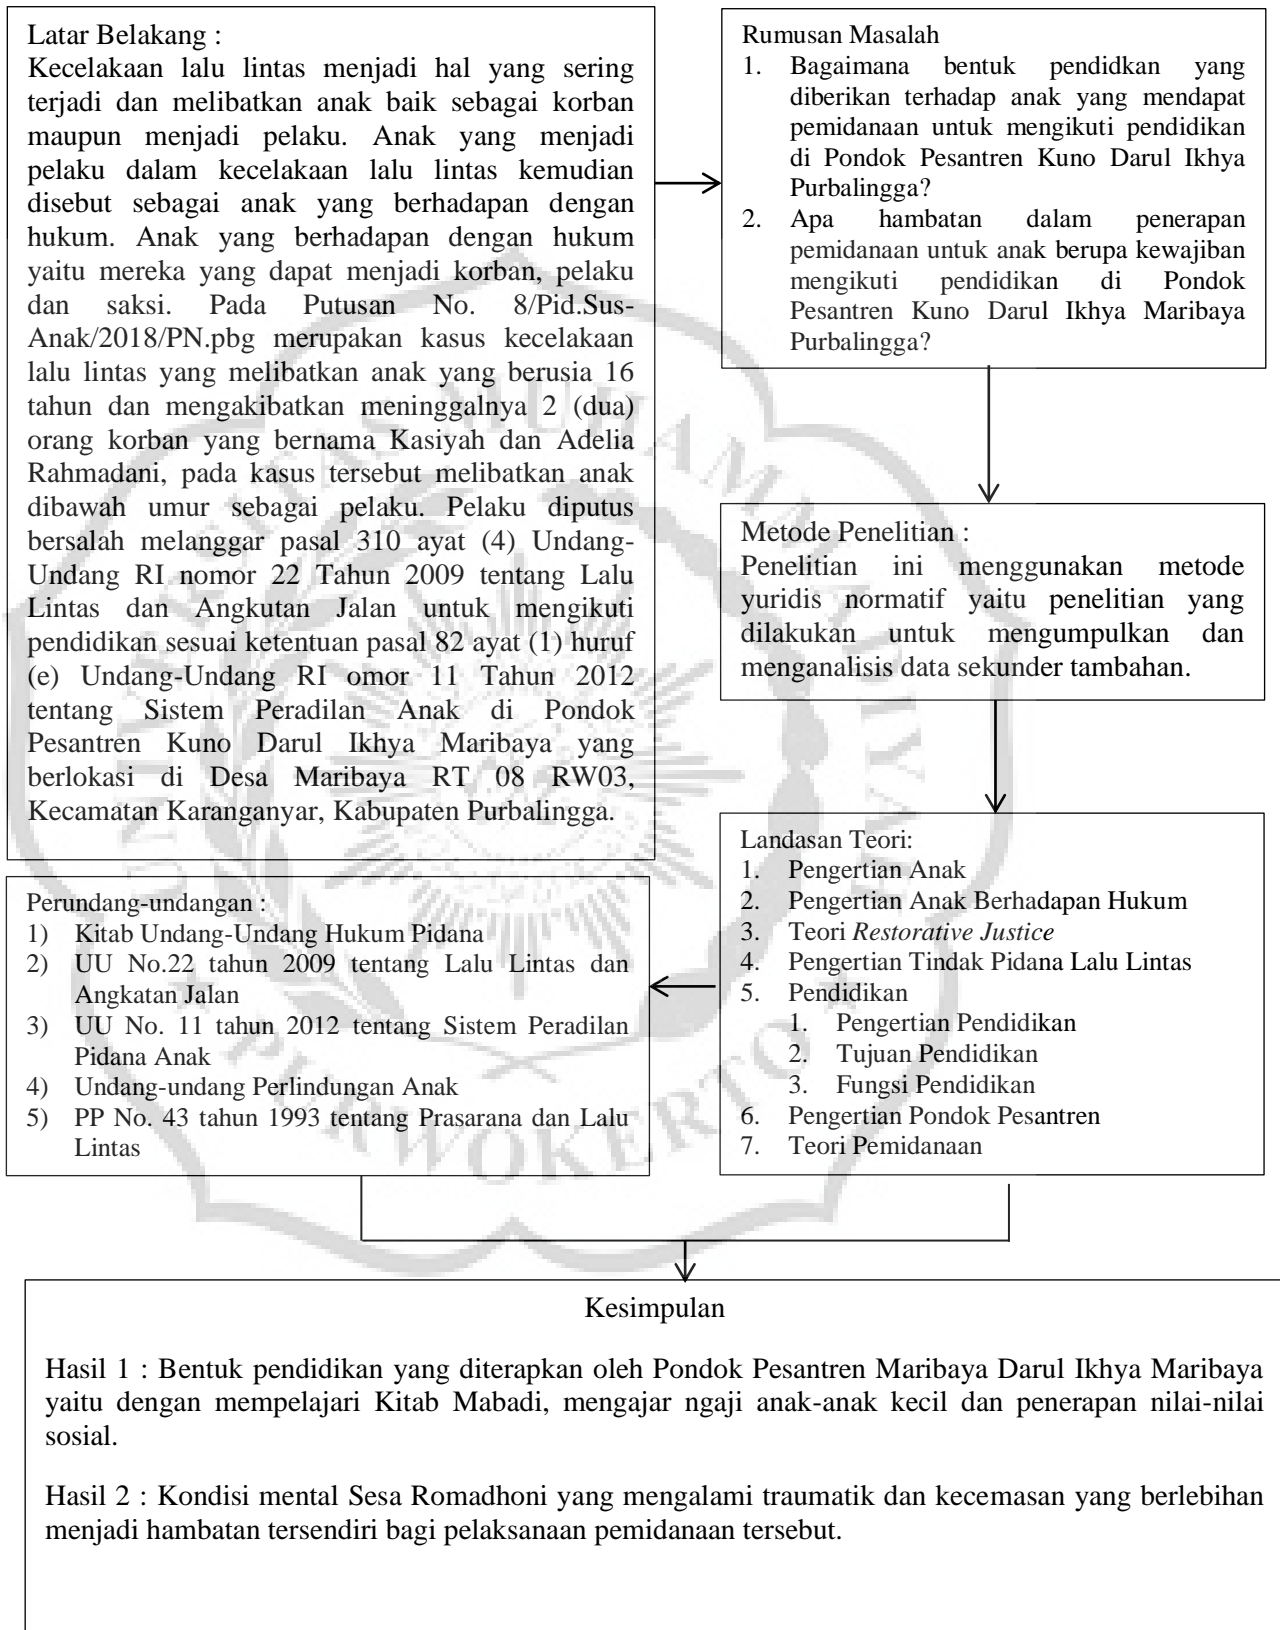 Latar Belakang :
Kecelakaan lalu lintas menjadi hal yang sering
terjadi dan melibatkan anak baik sebagai korban
maupun menjadi pelaku. Anak yang menjadi
pelaku dalam kecelakaan lalu lintas kemudian
disebut sebagai anak yang berhadapan dengan
hukum. Anak yang berhadapan dengan hukum
yaitu mereka yang dapat menjadi korban, pelaku
dan saksi. Pada Putusan No. 8/Pid.Sus-
Anak/2018/PN.pbg merupakan kasus kecelakaan
lalu lintas yang melibatkan anak yang berusia 16
tahun dan mengakibatkan meninggalnya 2 (dua)
orang korban yang bernama Kasiyah dan Adelia
Rahmadani, pada kasus tersebut melibatkan anak
dibawah umur sebagai pelaku. Pelaku diputus
bersalah melanggar pasal 310 ayat (4) Undang-
Undang RI nomor 22 Tahun 2009 tentang Lalu
Lintas dan Angkutan Jalan untuk mengikuti
pendidikan sesuai ketentuan pasal 82 ayat (1) huruf
(e) Undang-Undang RI omor 11 Tahun 2012
tentang Sistem Peradilan Anak di Pondok
Pesantren Kuno Darul Ikhya Maribaya yang
berlokasi di Desa Maribaya RT 08 RW03,
Kecamatan Karanganyar, Kabupaten Purbalingga.
Rumusan Masalah
1. Bagaimana bentuk pendidkan yang
diberikan terhadap anak yang mendapat
pemidanaan untuk mengikuti pendidikan
di Pondok Pesantren Kuno Darul Ikhya
Purbalingga?
2. Apa hambatan dalam penerapan
pemidanaan untuk anak berupa kewajiban
mengikuti pendidikan di Pondok
Pesantren Kuno Darul Ikhya Maribaya
Purbalingga?
Metode Penelitian :
Penelitian ini menggunakan metode
yuridis normatif yaitu penelitian yang
dilakukan untuk mengumpulkan dan
menganalisis data sekunder tambahan.
Landasan Teori:
1. Pengertian Anak
2. Pengertian Anak Berhadapan Hukum
3. Teori Restorative Justice
4. Pengertian Tindak Pidana Lalu Lintas
5. Pendidikan
1. Pengertian Pendidikan
2. Tujuan Pendidikan
3. Fungsi Pendidikan
6. Pengertian Pondok Pesantren
7. Teori Pemidanaan
Perundang-undangan :
1) Kitab Undang-Undang Hukum Pidana
2) UU No.22 tahun 2009 tentang Lalu Lintas dan
Angkatan Jalan
3) UU No. 11 tahun 2012 tentang Sistem Peradilan
Pidana Anak
4) Undang-undang Perlindungan Anak
5) PP No. 43 tahun 1993 tentang Prasarana dan Lalu
Lintas
Kesimpulan
Hasil 1 : Bentuk pendidikan yang diterapkan oleh Pondok Pesantren Maribaya Darul Ikhya Maribaya
yaitu dengan mempelajari Kitab Mabadi, mengajar ngaji anak-anak kecil dan penerapan nilai-nilai
sosial.
Hasil 2 : Kondisi mental Sesa Romadhoni yang mengalami traumatik dan kecemasan yang berlebihan
menjadi hambatan tersendiri bagi pelaksanaan pemidanaan tersebut.
UNIVERSITAS MUHAMMADIYAH
PURWOKERTO